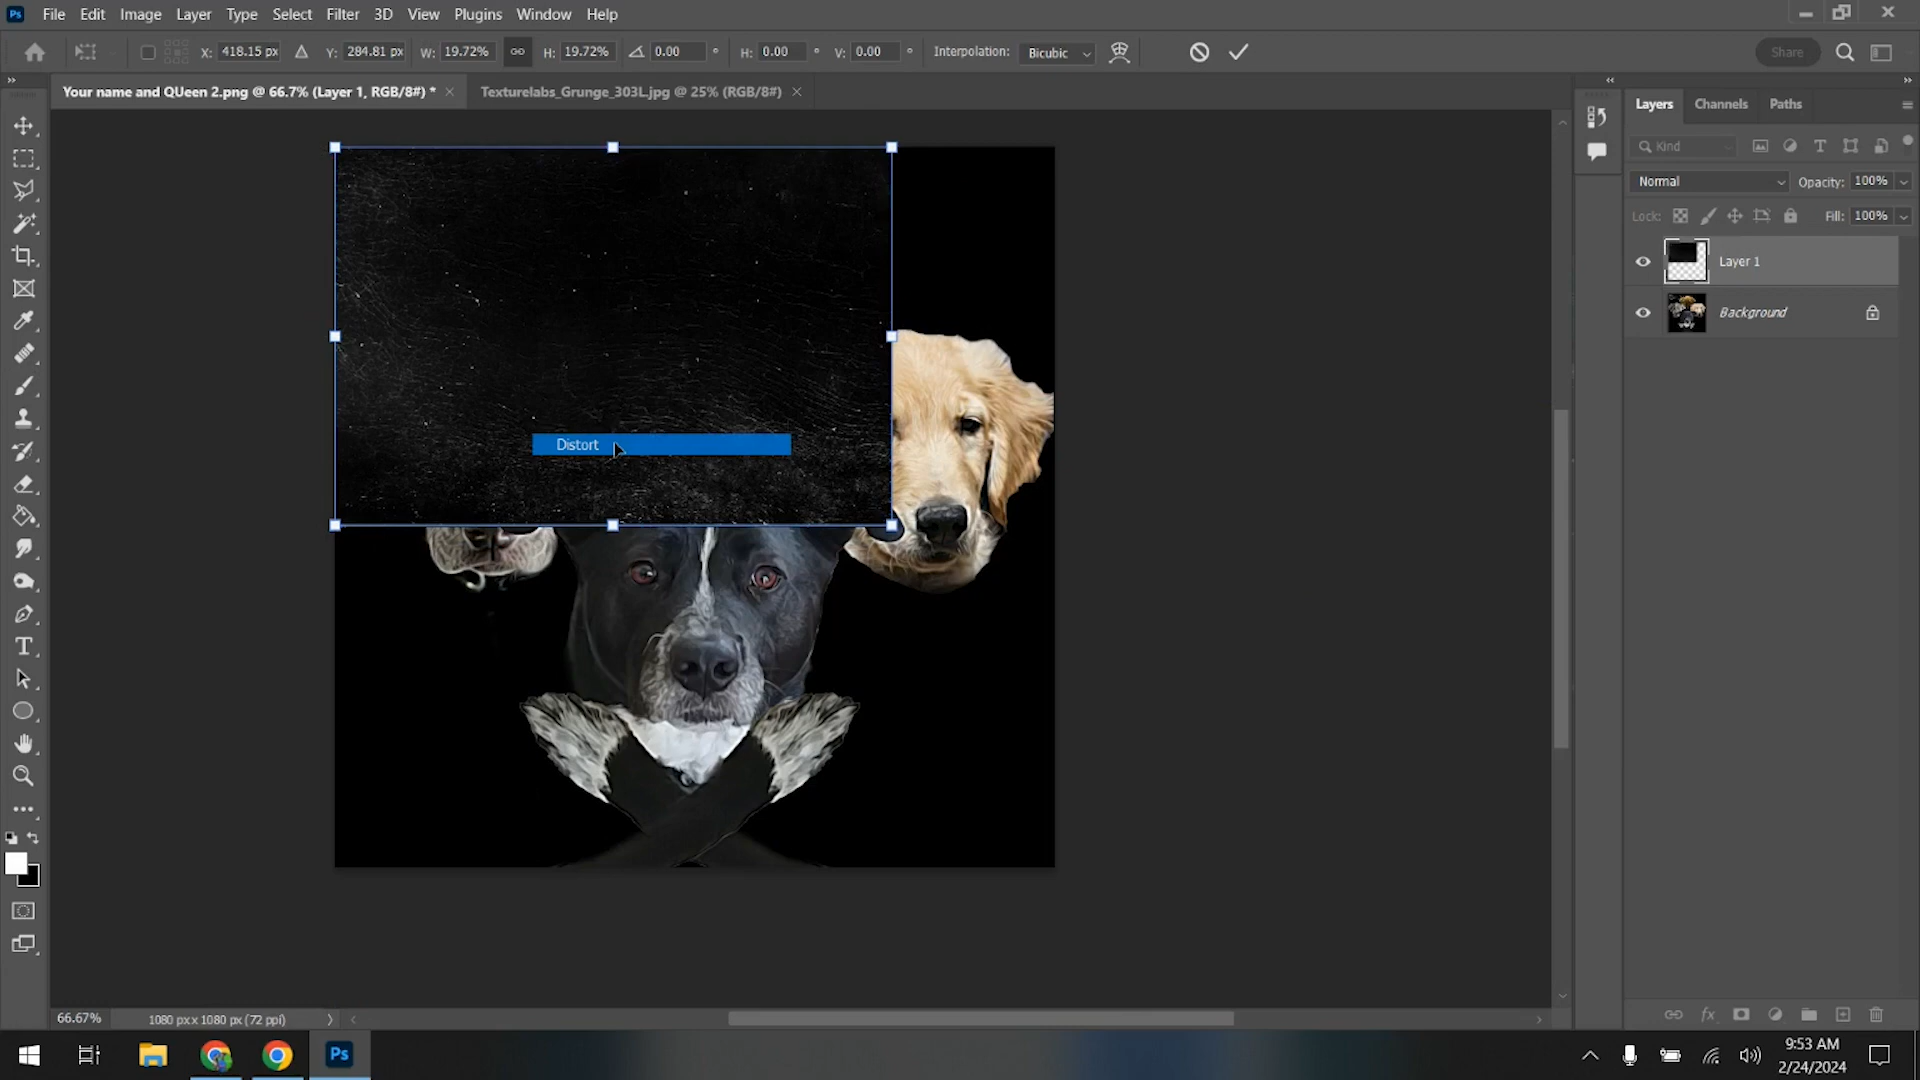 Ps File Edit Image Layer Type Select Filter 3D View Plugins Window Help
X: 418.15 px Y: 284.81 px W: 19.72% H: 19.72% 0.00 ° H: 0.00 ° V: 0.00 ° Interpolation: Bicubic Share
Your name and QUeen 2.png @ 66.7% (Layer 1, RGB/8#) * Texturelabs_Grunge_303L.jpg @ 25% (RGB/8#)
Layers Channels Paths
Kind
Normal Opacity: 100%
Lock: Fill: 100%
Layer 1
Background
Distort
66.67% 1080 px x 1080 px (72 ppi)
Ps
9:53 AM
2/24/2024